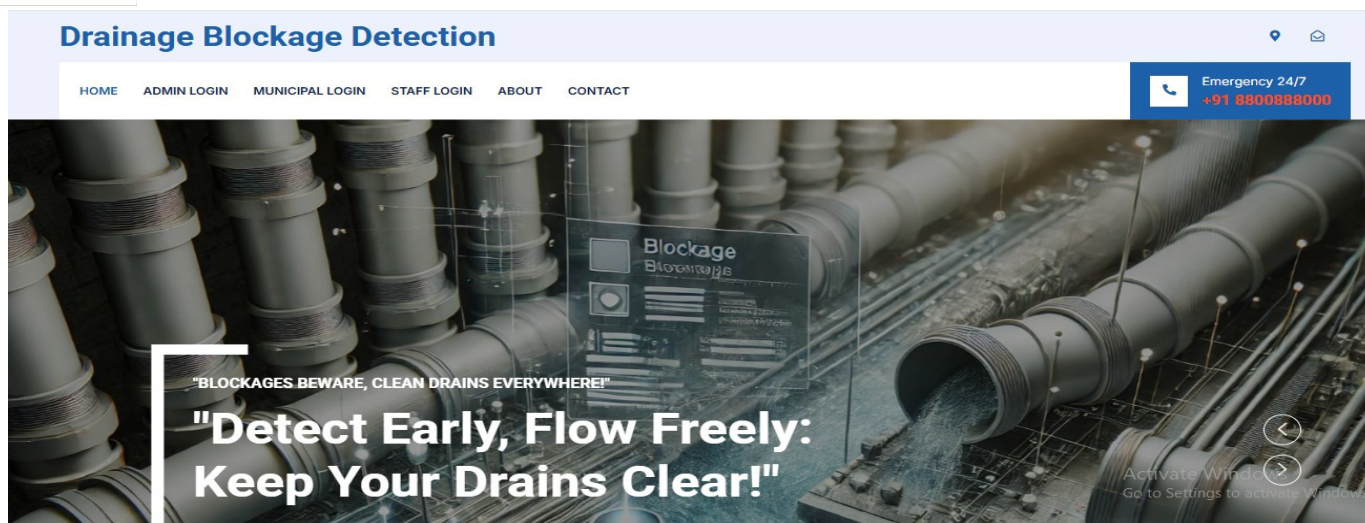 Drainage Blockage Detection
HOME ADMIN LOGIN MUNICIPAL LOGIN STAFF LOGIN ABOUT CONTACT
Emergency 24/7
+91 8800888000
Blockage
"BLOCKAGES BEWARE, CLEAN DRAINS EVERYWHERE!"
"Detect Early, Flow Freely:
Keep Your Drains Clear!"
Activate Windows
Go to Settings to activate Windows